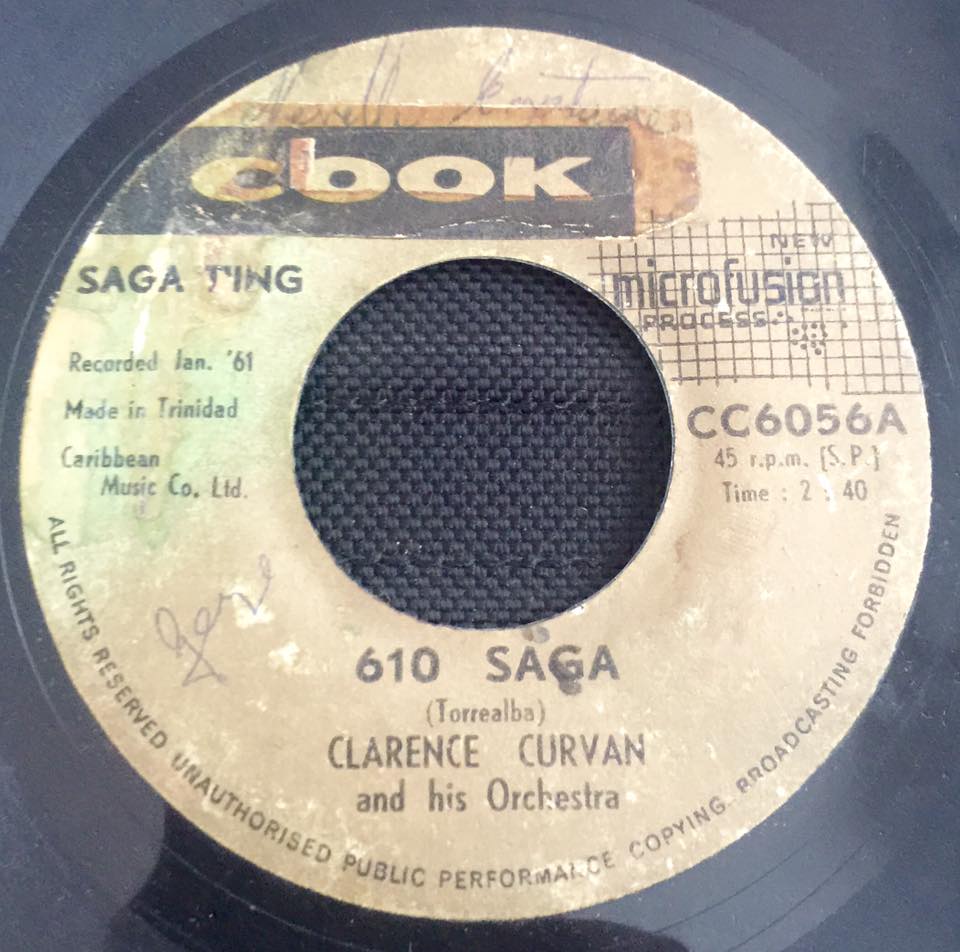 cook
SAGA T'ING
NEW
microfusion
PROCESS
Recorded Jan. '61
Made in Trinidad
Caribbean
Music Co. Ltd.
CC6056A
45 r.p.m. [S.P.]
Time : 2 : 40
610 SAGA
(Torrealba)
CLARENCE CURVAN
and his Orchestra
ALL RIGHTS RESERVED UNAUTHORISED PUBLIC PERFORMANCE COPYING BROADCASTING FORBIDDEN